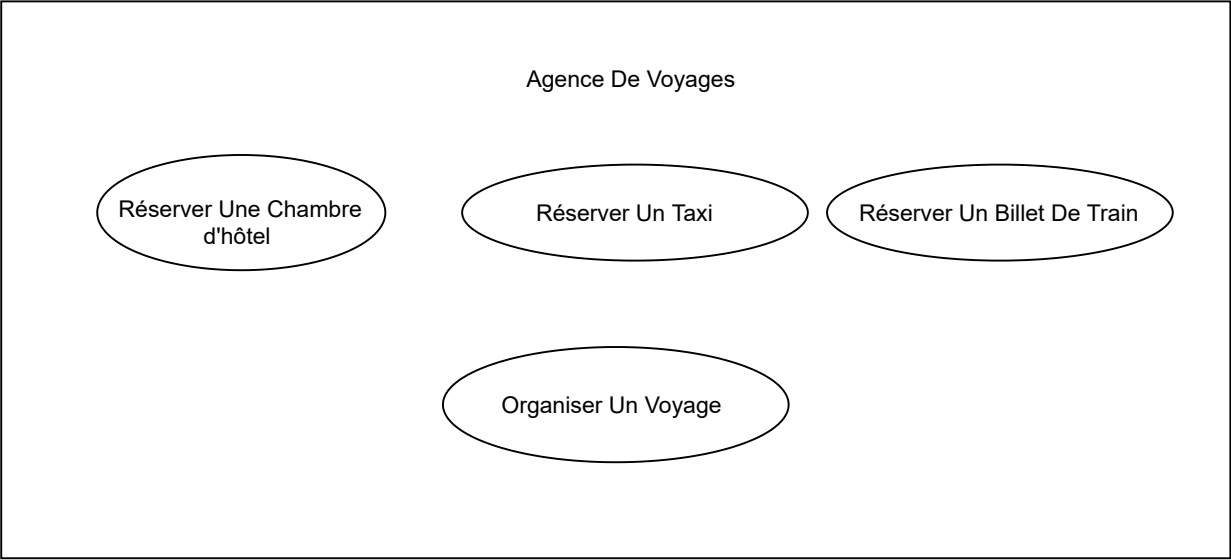 Agence De Voyages
Réserver Une Chambre
d'hôtel
Réserver Un Taxi
Réserver Un Billet De Train
Organiser Un Voyage